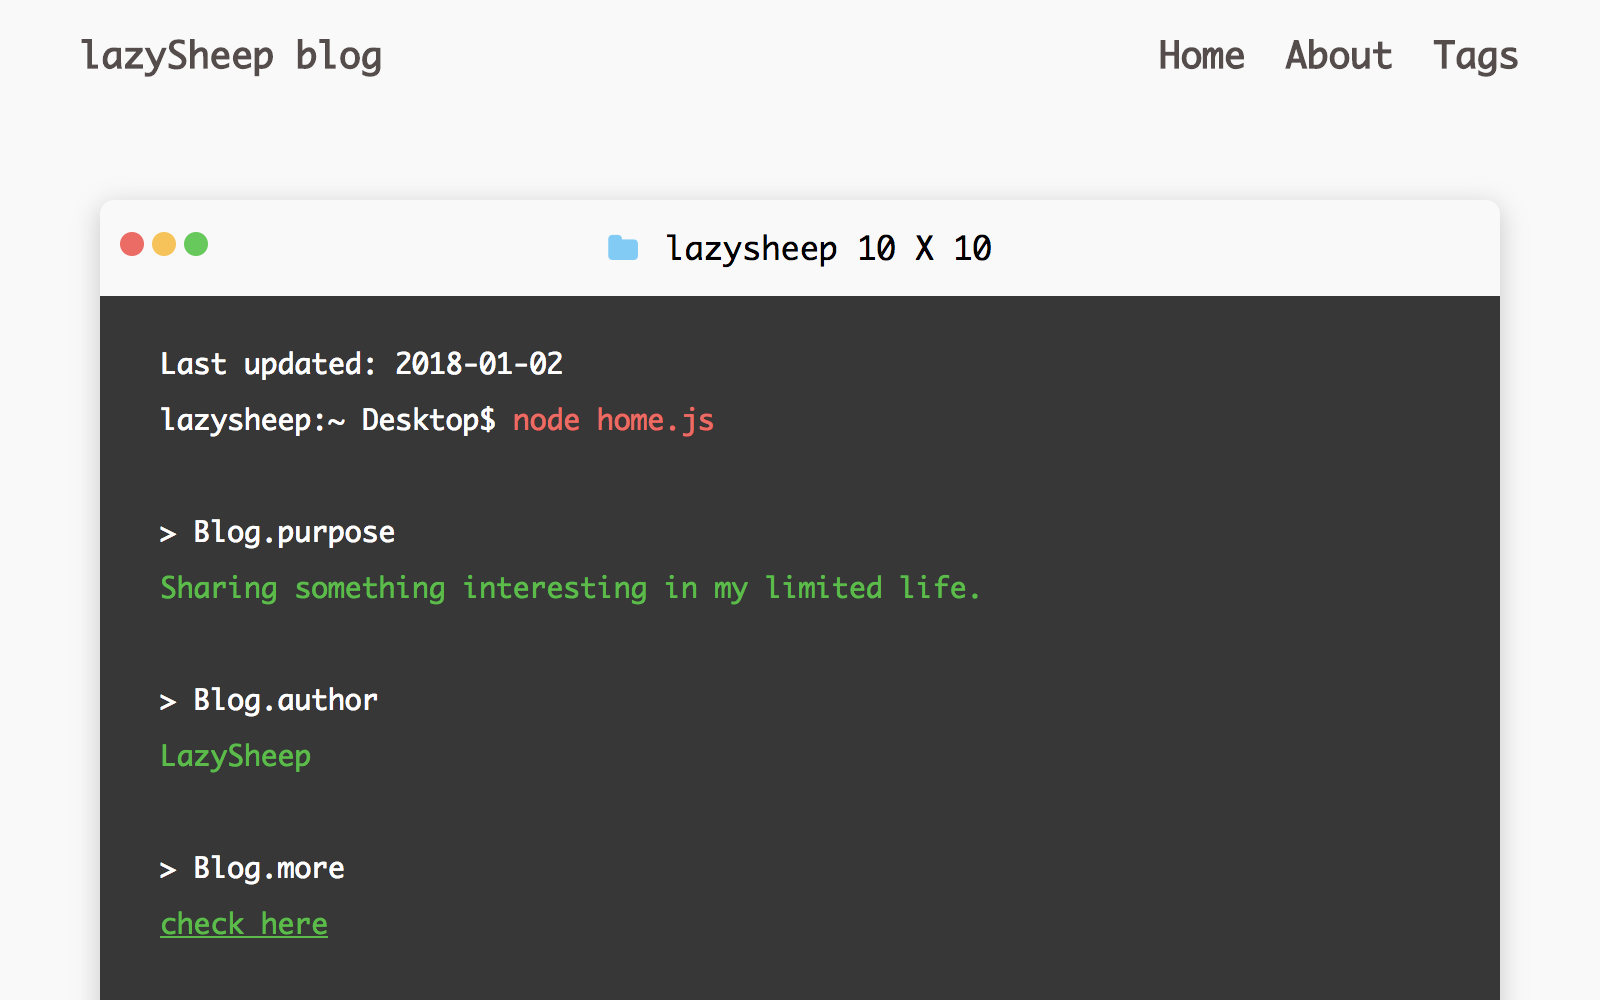 lazySheep blog
Home About Tags
lazysheep 10 X 10
Last updated: 2018-01-02
lazysheep:~ Desktop$ node home.js
> Blog.purpose
Sharing something interesting in my limited life.
> Blog.author
LazySheep
> Blog.more
check here